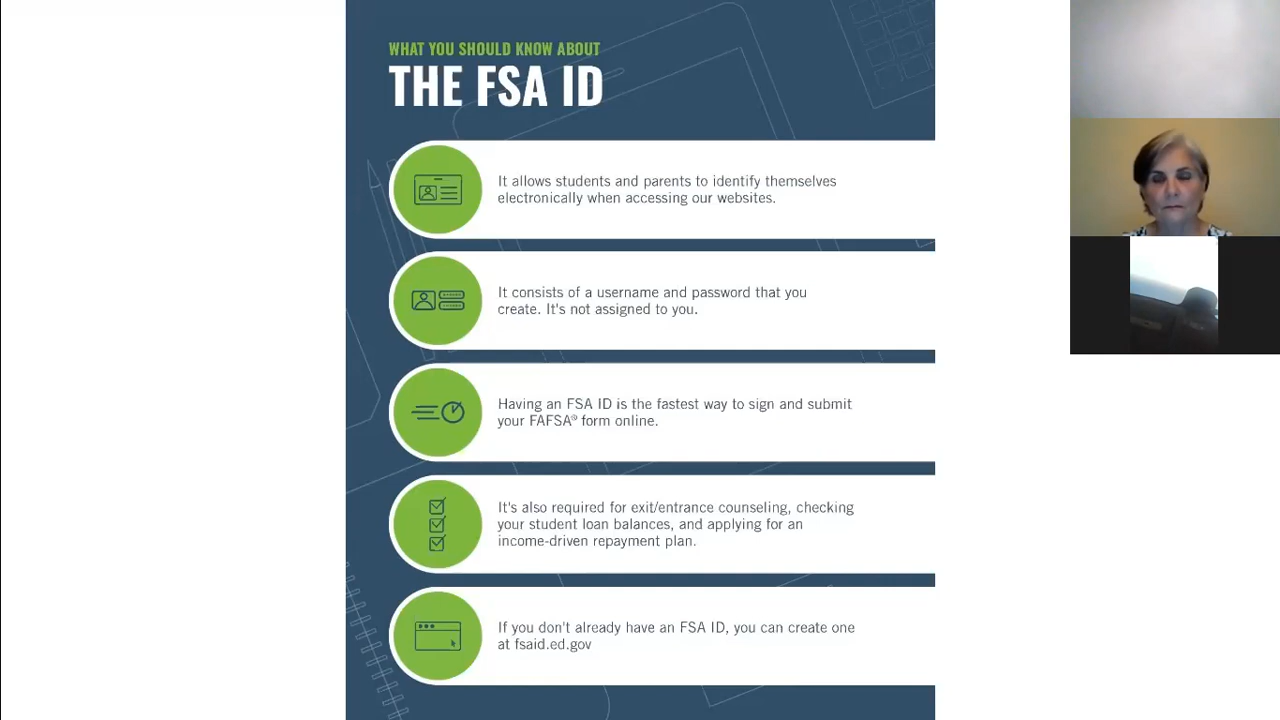 WHAT YOU SHOULD KNOW ABOUT
THE FSA ID
It allows students and parents to identify themselves
electronically when accessing our websites.
It consists of a username and password that you
create. It's not assigned to you.
Having an FSA ID is the fastest way to sign and submit
your FAFSA® form online.
It's also required for exit/entrance counseling, checking
your student loan balances, and applying for an
income-driven repayment plan.
If you don't already have an FSA ID, you can create one
at fsaid.ed.gov